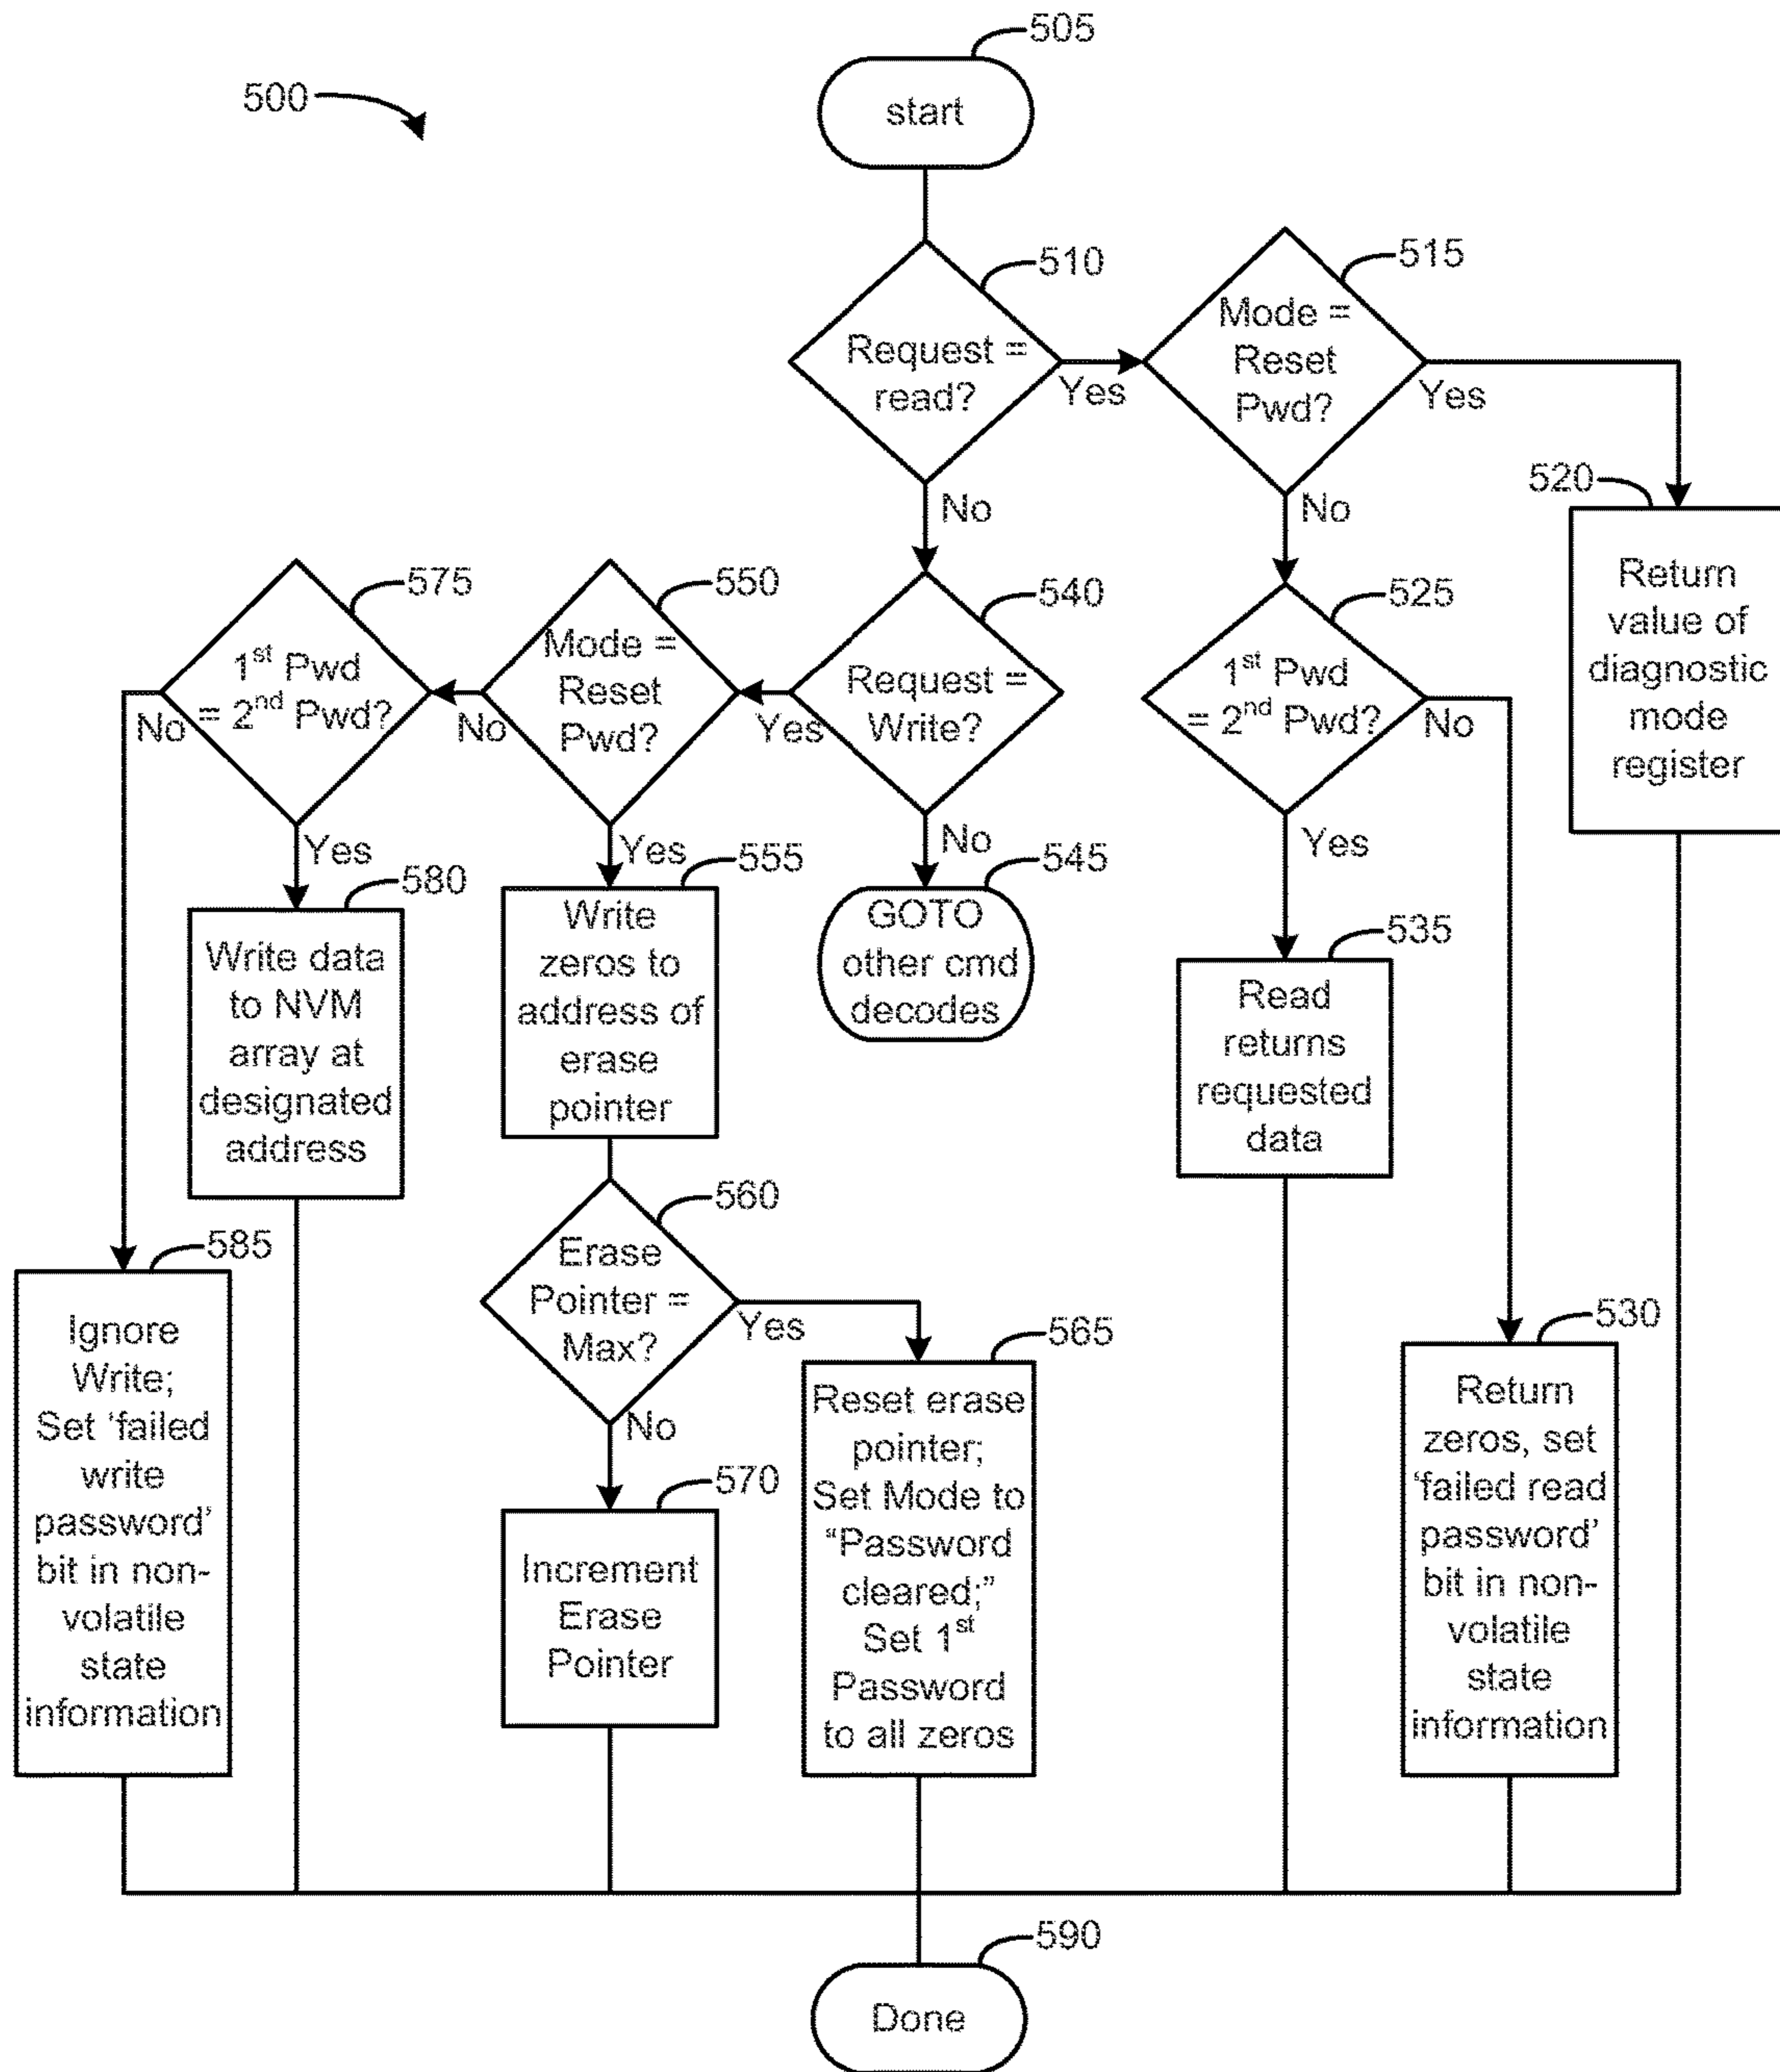 505
500
start
510
515
Request =
read?
Yes
No
Mode =
Reset
Pwd?
Yes
No
520
Return
value of
diagnostic
mode
register
575
550
540
525
1st Pwd
= 2nd Pwd?
No
Yes
Mode =
Reset
Pwd?
No
Yes
Request =
Write?
Yes
No
1st Pwd
= 2nd Pwd?
No
Yes
580
Write data
to NVM
array at
designated
address
555
Write
zeros to
address of
erase
pointer
545
GOTO
other cmd
decodes
535
Read
returns
requested
data
585
Ignore
Write;
Set ‘failed
write
password’
bit in non-
volatile
state
information
560
Erase
Pointer =
Max?
Yes
No
570
Increment
Erase
Pointer
565
Reset erase
pointer;
Set Mode to
“Password
cleared;”
Set 1st
Password
to all zeros
530
Return
zeros, set
‘failed read
password’
bit in non-
volatile
state
information
590
Done